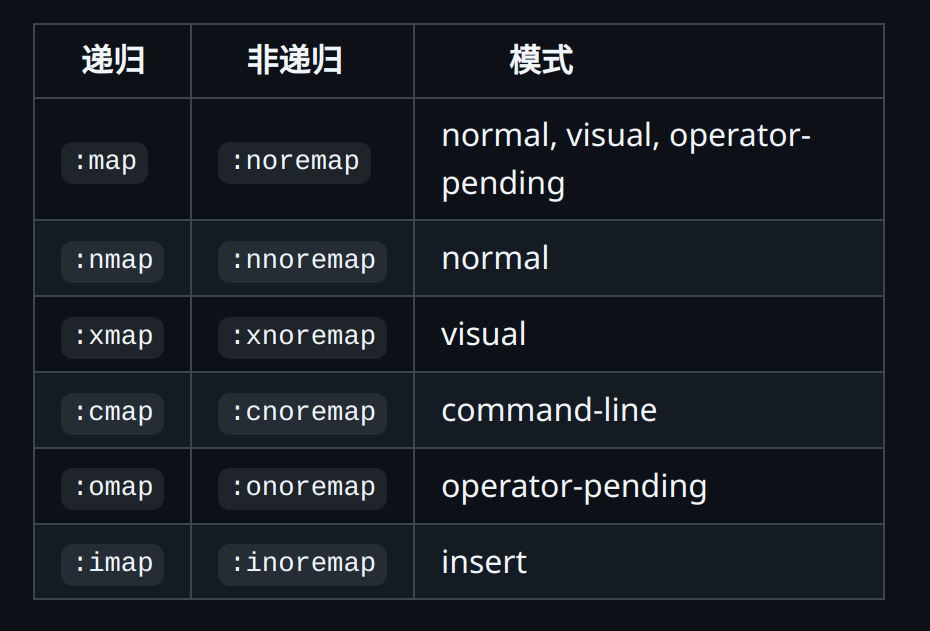 递归 非递归 模式
:map :noremap normal, visual, operator-
pending
:nmap :nnoremap normal
:xmap :xnoremap visual
:cmap :cnoremap command-line
:omap :onoremap operator-pending
:imap :inoremap insert